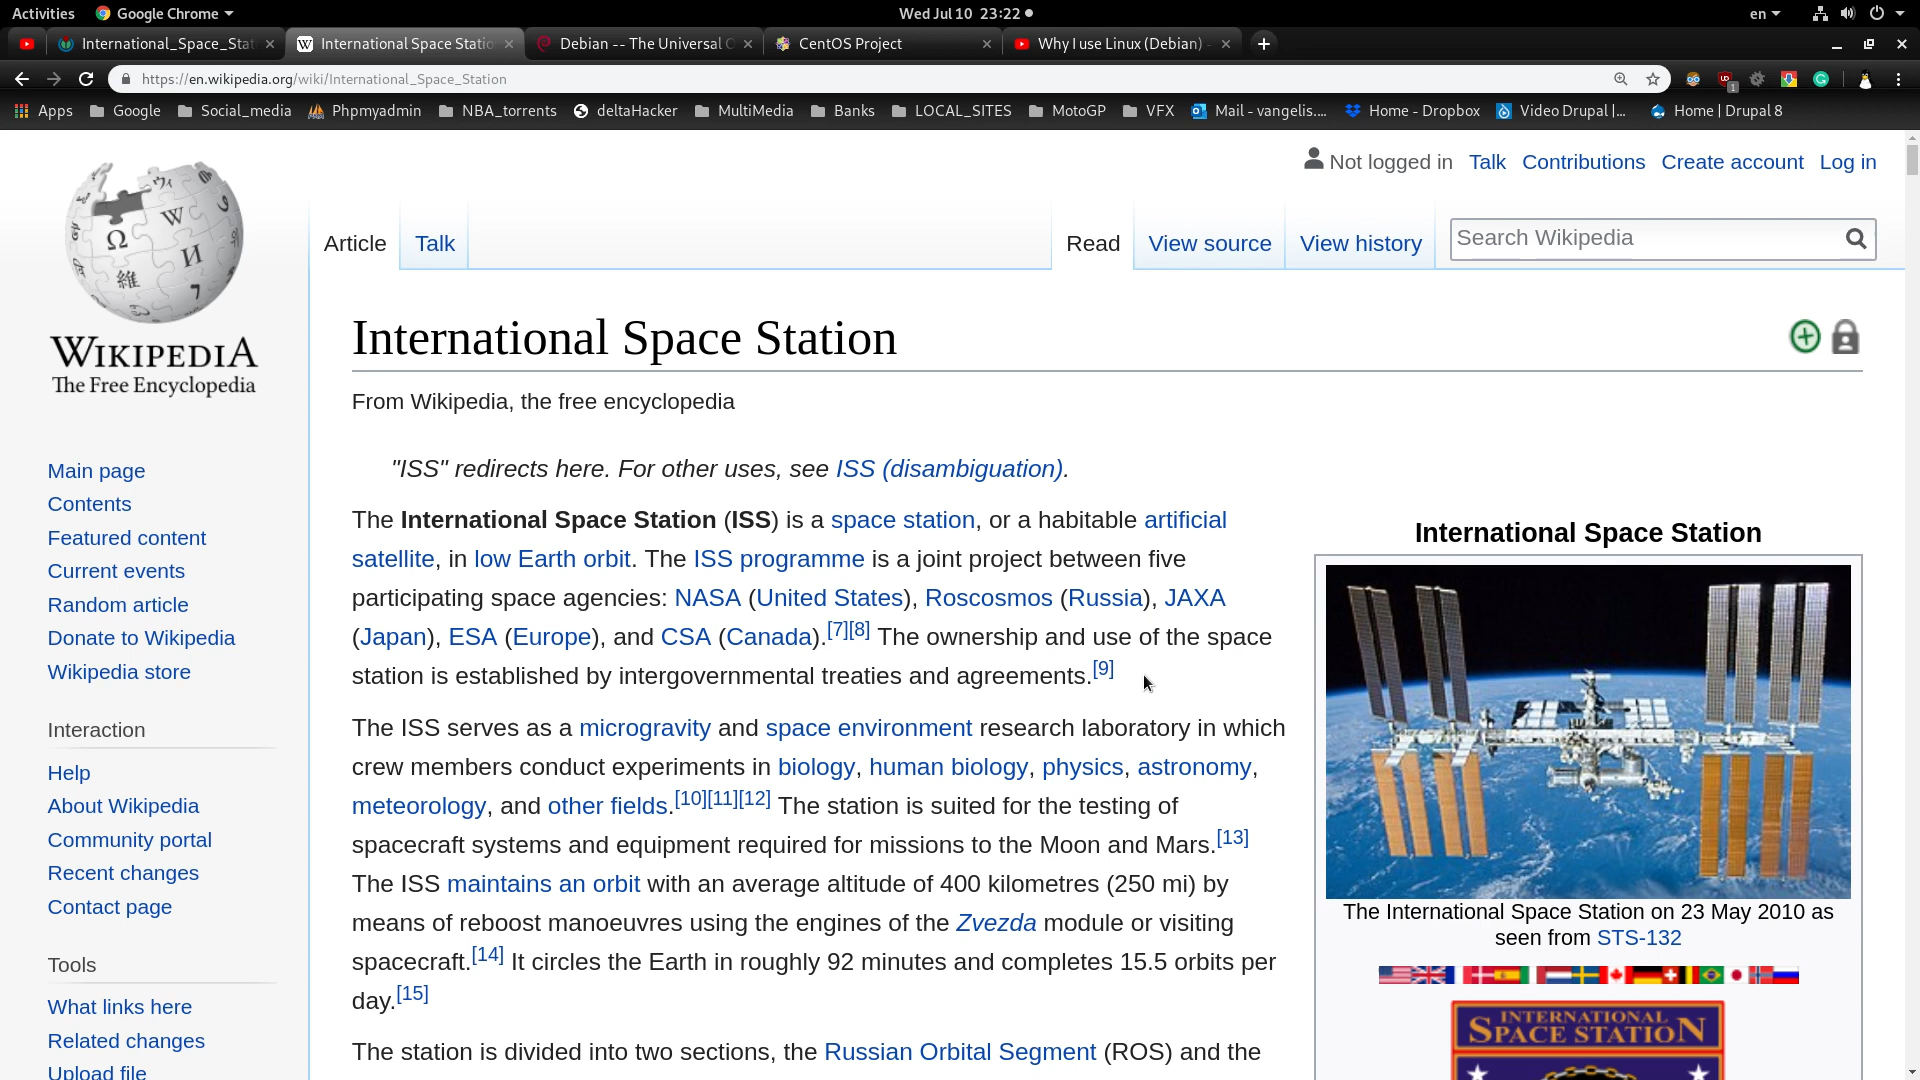 Activities Google Chrome Wed Jul 10 23:22 en
International_Space_Stat International Space Statio Debian -- The Universal O CentOS Project Why I use Linux (Debian) -
https://en.wikipedia.org/wiki/International_Space_Station
Apps Google Social_media Phpmyadmin NBA_torrents deltaHacker MultiMedia Banks LOCAL_SITES MotoGP VFX Mail - vangelis.... Home - Dropbox Video Drupal |... Home | Drupal 8
Not logged in Talk Contributions Create account Log in
Article Talk Read View source View history Search Wikipedia
WIKIPEDIA
The Free Encyclopedia
Main page
Contents
Featured content
Current events
Random article
Donate to Wikipedia
Wikipedia store
Interaction
Help
About Wikipedia
Community portal
Recent changes
Contact page
Tools
What links here
Related changes
Upload file
International Space Station
From Wikipedia, the free encyclopedia
"ISS" redirects here. For other uses, see ISS (disambiguation).
The International Space Station (ISS) is a space station, or a habitable artificial
satellite, in low Earth orbit. The ISS programme is a joint project between five
participating space agencies: NASA (United States), Roscosmos (Russia), JAXA
(Japan), ESA (Europe), and CSA (Canada).[7][8] The ownership and use of the space
station is established by intergovernmental treaties and agreements.[9]
The ISS serves as a microgravity and space environment research laboratory in which
crew members conduct experiments in biology, human biology, physics, astronomy,
meteorology, and other fields.[10][11][12] The station is suited for the testing of
spacecraft systems and equipment required for missions to the Moon and Mars.[13]
The ISS maintains an orbit with an average altitude of 400 kilometres (250 mi) by
means of reboost manoeuvres using the engines of the Zvezda module or visiting
spacecraft.[14] It circles the Earth in roughly 92 minutes and completes 15.5 orbits per
day.[15]
The station is divided into two sections, the Russian Orbital Segment (ROS) and the
International Space Station
The International Space Station on 23 May 2010 as
seen from STS-132
INTERNATIONAL
SPACE STATION